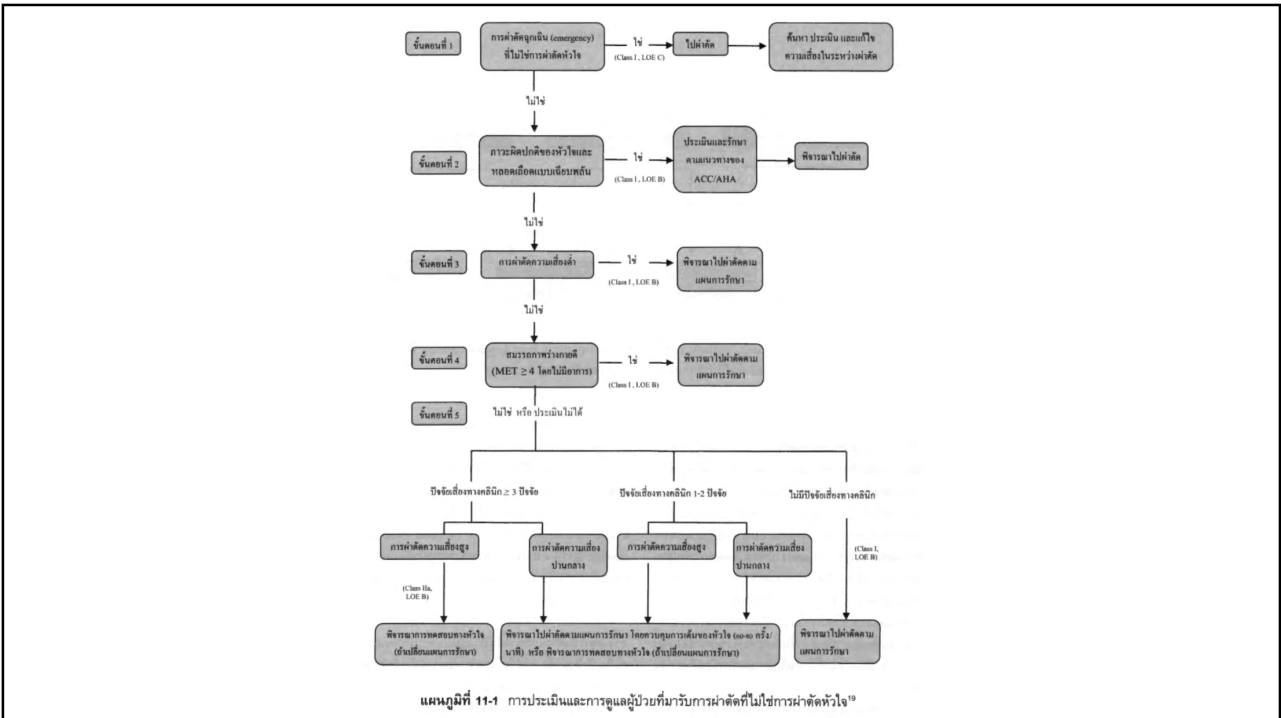 ขั้นตอนที่ 1
การผ่าตัดฉุกเฉิน (emergency)
ที่ไม่ใช่การผ่าตัดหัวใจ
ใช่
(Class I , LOE C)
ไปผ่าตัด
ค้นหา ประเมิน และแก้ไข
ความเสี่ยงในระหว่างผ่าตัด
ไม่ใช่
ขั้นตอนที่ 2
ภาวะผิดปกติของหัวใจและ
หลอดเลือดแบบเฉียบพลัน
ใช่
(Class I , LOE B)
ประเมินและรักษา
ตามแนวทางของ
ACC/AHA
พิจารณาไปผ่าตัด
ไม่ใช่
ขั้นตอนที่ 3
การผ่าตัดความเสี่ยงต่ำ
ใช่
(Class I , LOE B)
พิจารณาไปผ่าตัดตาม
แผนการรักษา
ไม่ใช่
ขั้นตอนที่ 4
สมรรถภาพร่างกายดี
(MET ≥ 4 โดยไม่มีอาการ)
ใช่
(Class I , LOE B)
พิจารณาไปผ่าตัดตาม
แผนการรักษา
ขั้นตอนที่ 5
ไม่ใช่ หรือ ประเมินไม่ได้
ปัจจัยเสี่ยงทางคลินิก ≥ 3 ปัจจัย
ปัจจัยเสี่ยงทางคลินิก 1-2 ปัจจัย
ไม่มีปัจจัยเสี่ยงทางคลินิก
การผ่าตัดความเสี่ยงสูง
การผ่าตัดความเสี่ยง
ปานกลาง
การผ่าตัดความเสี่ยงสูง
การผ่าตัดความเสี่ยง
ปานกลาง
(Class I,
LOE B)
(Class IIa,
LOE B)
พิจารณาการทดสอบทางหัวใจ
(ถ้าเปลี่ยนแผนการรักษา)
พิจารณาไปผ่าตัดตามแผนการรักษา โดยควบคุมการเต้นของหัวใจ (60-80 ครั้ง/
นาที) หรือ พิจารณาการทดสอบทางหัวใจ (ถ้าเปลี่ยนแผนการรักษา)
พิจารณาไปผ่าตัดตาม
แผนการรักษา
แผนภูมิที่ 11-1 การประเมินและการดูแลผู้ป่วยที่มารับการผ่าตัดที่ไม่ใช่การผ่าตัดหัวใจ¹⁹